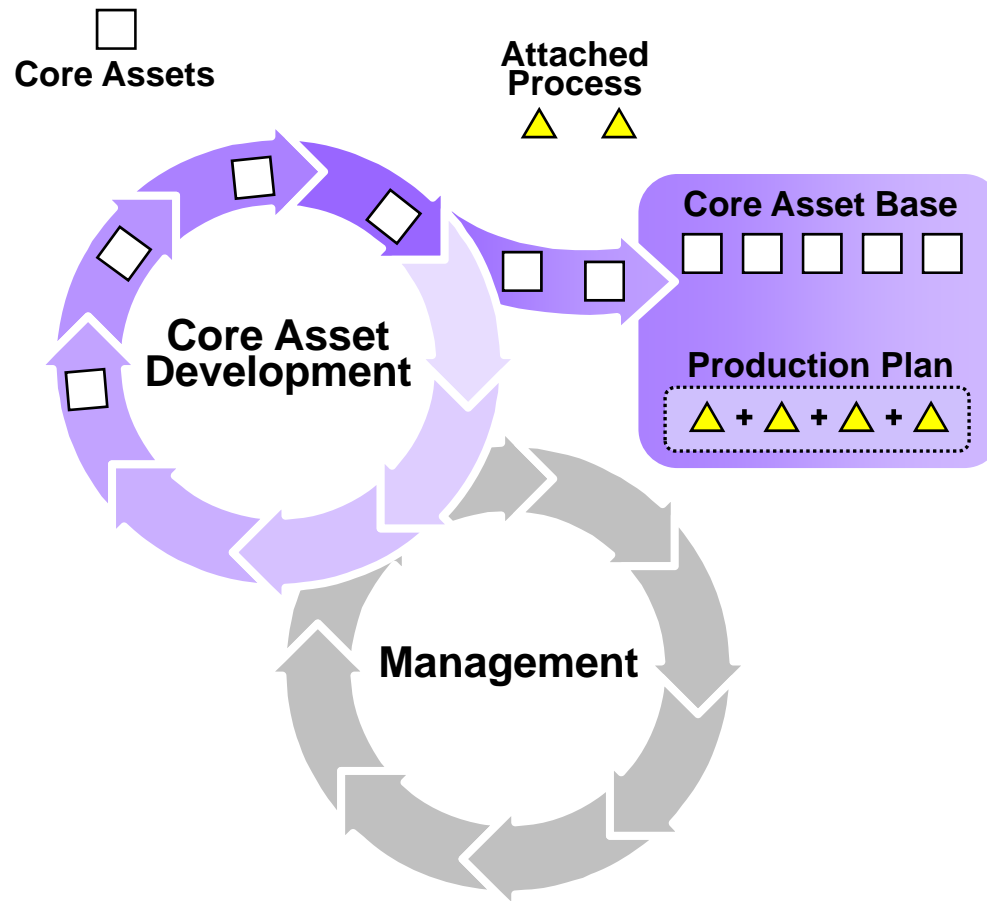 Core Assets
Attached
Process
Core Asset Base
Core Asset
Development
Production Plan
+ + +
Management